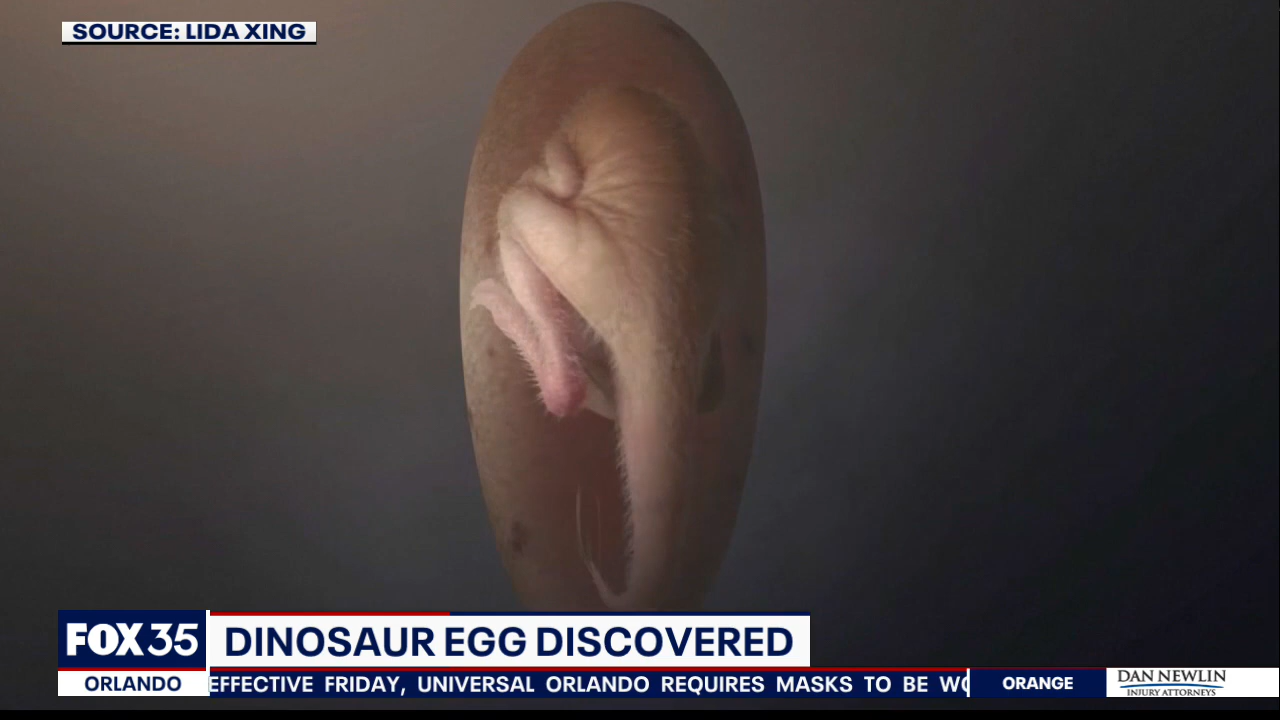 SOURCE: LIDA XING
FOX 35
DINOSAUR EGG DISCOVERED
ORLANDO
EFFECTIVE FRIDAY, UNIVERSAL ORLANDO REQUIRES MASKS TO BE
ORANGE
DAN NEWLIN
INJURY ATTORNEYS